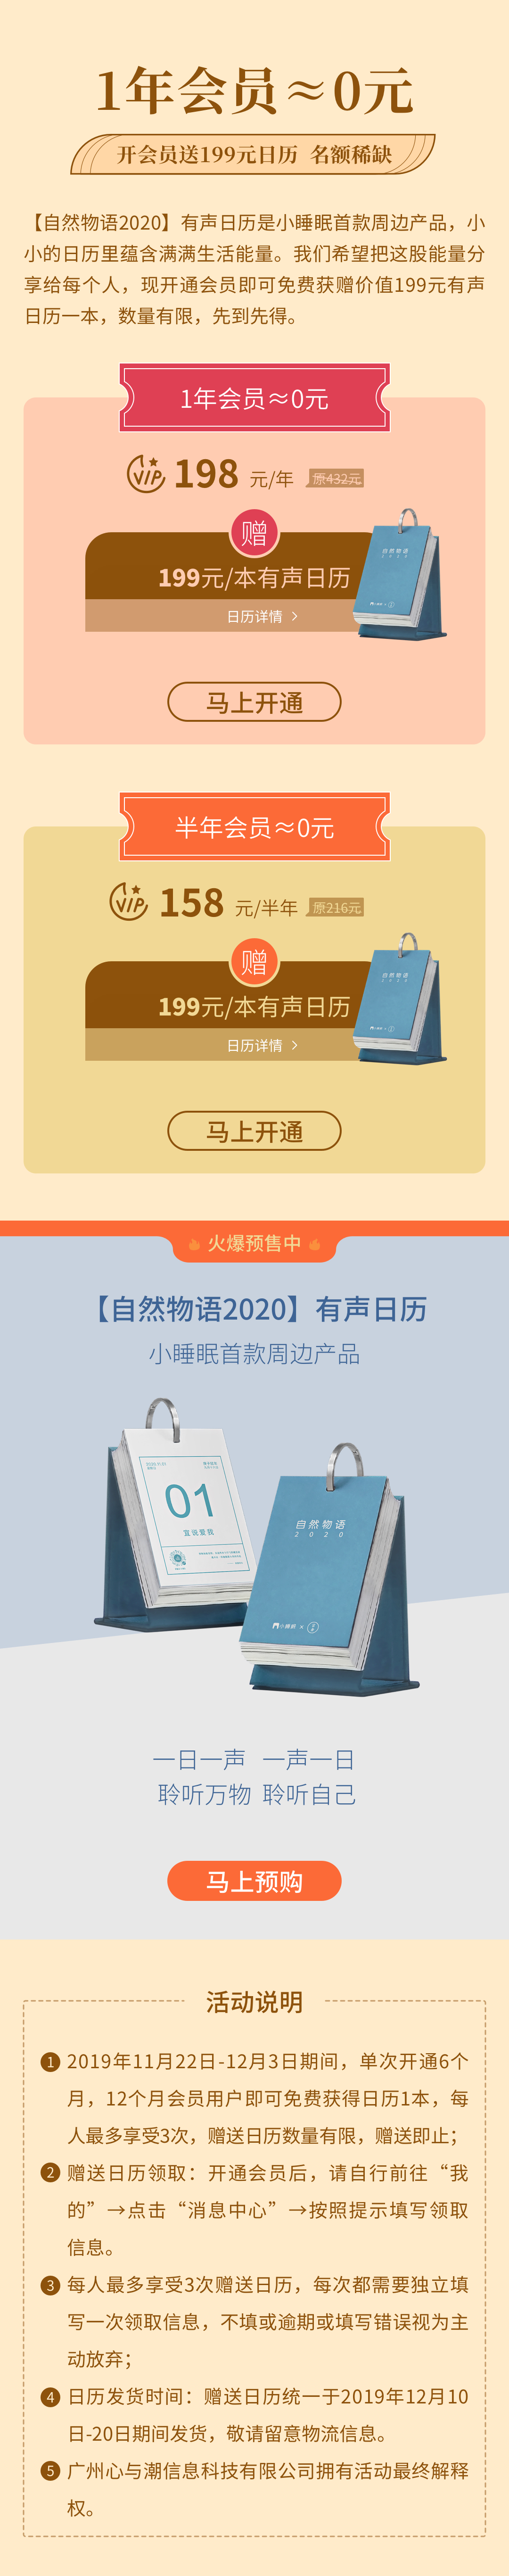 1年会员≈0元
开会员送199元日历 名额稀缺
【自然物语2020】有声日历是小睡眠首款周边产品，小
小的日历里蕴含满满生活能量。我们希望把这股能量分
享给每个人，现开通会员即可免费获赠价值199元有声
日历一本，数量有限，先到先得。
1年会员≈0元
VIP 198 元/年 原432元
赠
199元/本有声日历
日历详情 >
自然物语
2020
马上开通
半年会员≈0元
VIP 158 元/半年 原216元
赠
199元/本有声日历
日历详情 >
自然物语
2020
马上开通
火爆预售中
【自然物语2020】有声日历
小睡眠首款周边产品
01
宜说爱我
自然物语
2020
小睡眠 ×
一日一声 一声一日
聆听万物 聆听自己
马上预购
活动说明
1 2019年11月22日-12月3日期间，单次开通6个
月，12个月会员用户即可免费获得日历1本，每
人最多享受3次，赠送日历数量有限，赠送即止；
2 赠送日历领取：开通会员后，请自行前往“我
的”→点击“消息中心”→按照提示填写领取
信息。
3 每人最多享受3次赠送日历，每次都需要独立填
写一次领取信息，不填或逾期或填写错误视为主
动放弃；
4 日历发货时间：赠送日历统一于2019年12月10
日-20日期间发货，敬请留意物流信息。
5 广州心与潮信息科技有限公司拥有活动最终解释
权。